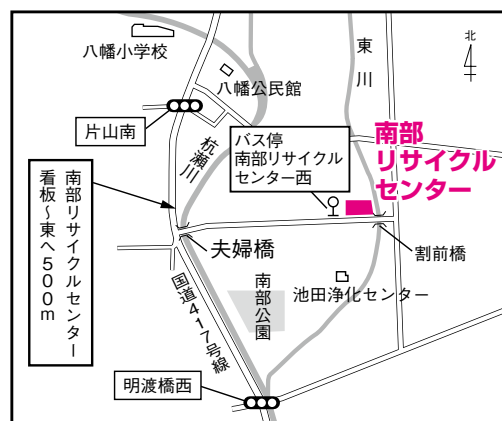 八幡小学校
八幡公民館
東川
北
片山南
杭瀬川
バス停
南部リサイクル
センター西
南部
リサイクル
センター
南部リサイクルセンター
看板～東へ500m
夫婦橋
割前橋
南部公園
池田浄化センター
国道417号線
明渡橋西